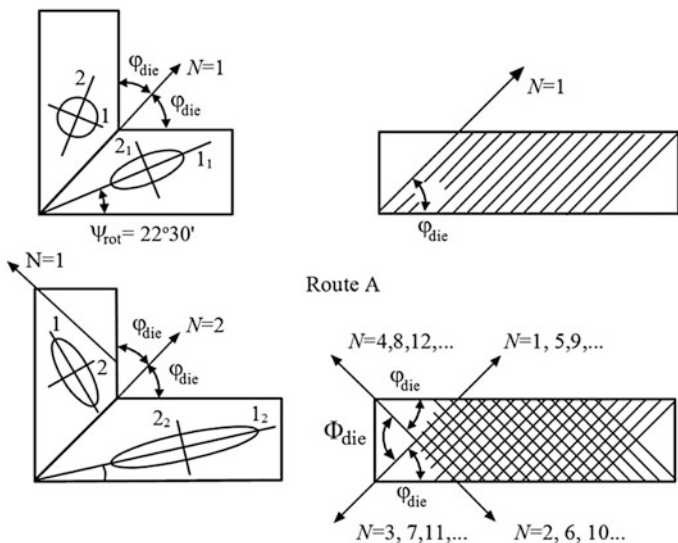 φdie
N=1
φdie
2
1
2₁
1₁
Ψrot= 22°30'
N=1
φdie
N=1
Route A
φdie
N=2
φdie
1
2
2₂
1₂
N=4,8,12,...
N=1, 5,9,...
φdie
Φdie
φdie
N=3, 7,11,...
N=2, 6, 10...